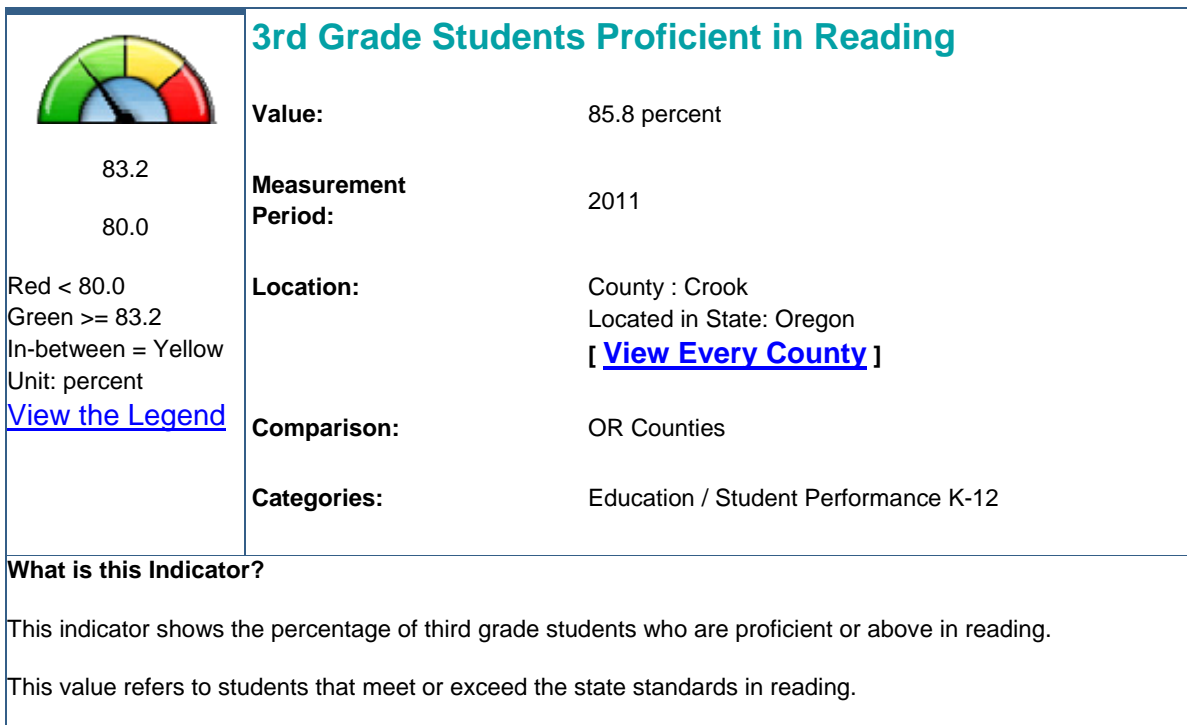 3rd Grade Students Proficient in Reading
83.2
80.0
Red < 80.0
Green >= 83.2
In-between = Yellow
Unit: percent
View the Legend
Value: 85.8 percent
Measurement
Period: 2011
Location: County : Crook
Located in State: Oregon
[ View Every County ]
Comparison: OR Counties
Categories: Education / Student Performance K-12
What is this Indicator?
This indicator shows the percentage of third grade students who are proficient or above in reading.
This value refers to students that meet or exceed the state standards in reading.